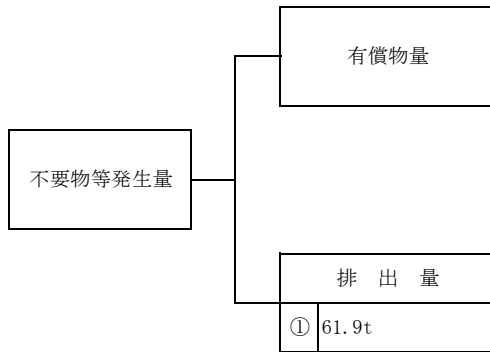 有償物量
不要物等発生量
排 出 量
① 61.9t